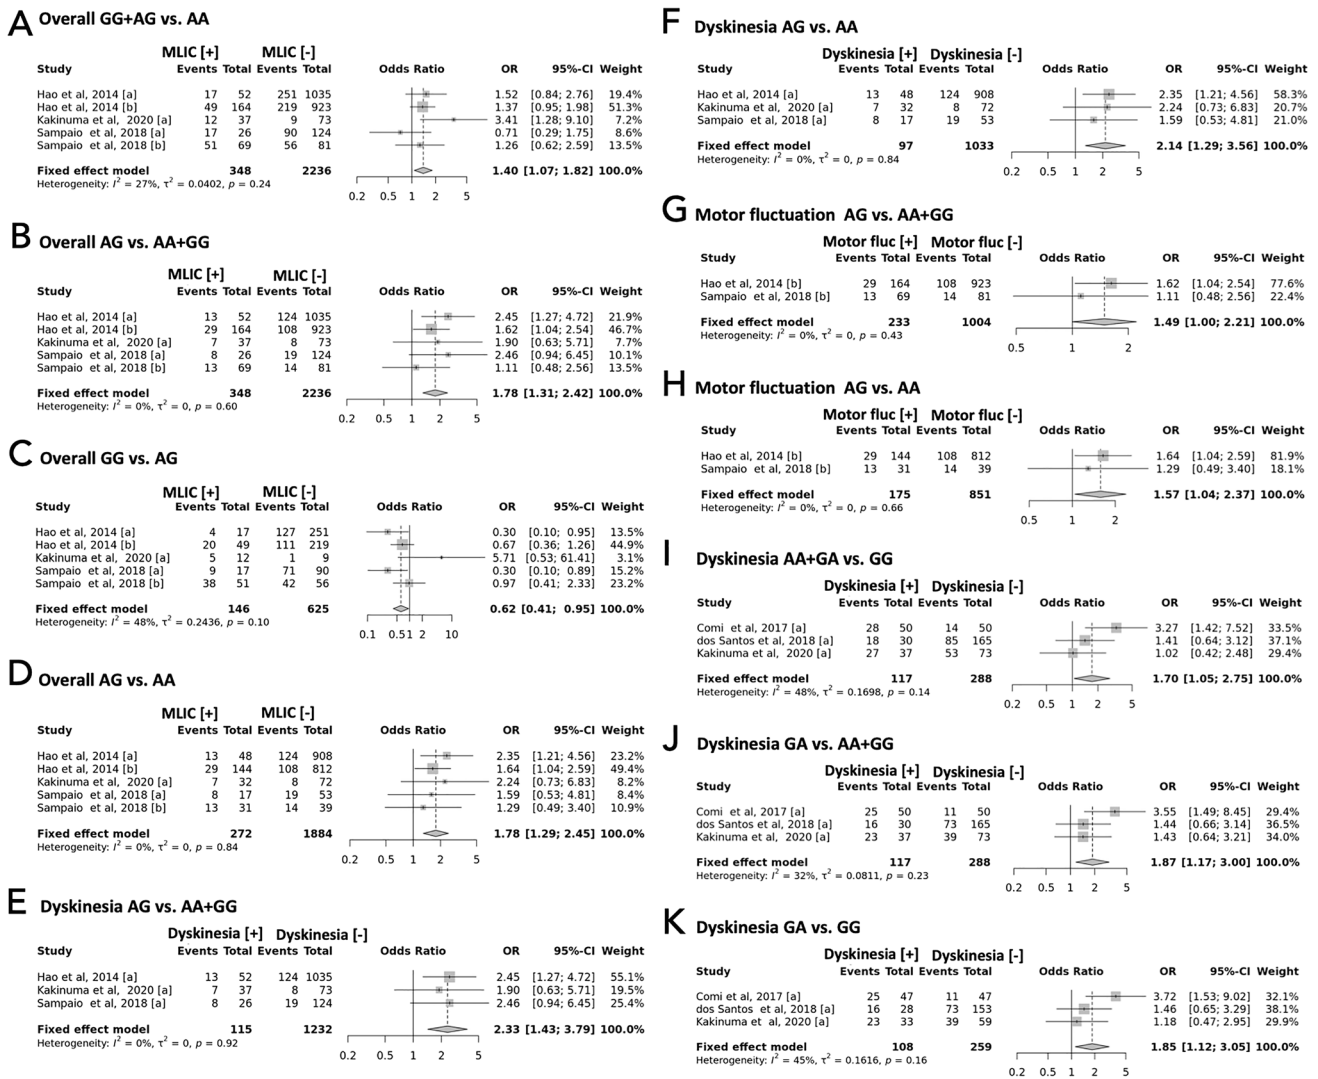 A Overall GG+AG vs. AA
MLIC [+] MLIC [-]
Study Events Total Events Total Odds Ratio OR 95%-CI Weight
Hao et al, 2014 [a] 17 52 251 1035 1.52 [0.84; 2.76] 19.4%
Hao et al, 2014 [b] 49 164 219 923 1.37 [0.95; 1.98] 51.3%
Kakinuma et al, 2020 [a] 12 37 9 73 3.41 [1.28; 9.10] 7.2%
Sampaio et al, 2018 [a] 17 26 90 124 0.71 [0.29; 1.75] 8.6%
Sampaio et al, 2018 [b] 51 69 56 81 1.26 [0.62; 2.59] 13.5%
Fixed effect model 348 2236 1.40 [1.07; 1.82] 100.0%
Heterogeneity: I² = 27%, τ² = 0.0402, p = 0.24
0.2 0.5 1 2 5
B Overall AG vs. AA+GG
MLIC [+] MLIC [-]
Study Events Total Events Total Odds Ratio OR 95%-CI Weight
Hao et al, 2014 [a] 13 52 124 1035 2.45 [1.27; 4.72] 21.9%
Hao et al, 2014 [b] 29 164 108 923 1.62 [1.04; 2.54] 46.7%
Kakinuma et al, 2020 [a] 7 37 8 73 1.90 [0.63; 5.71] 7.7%
Sampaio et al, 2018 [a] 8 26 19 124 2.46 [0.94; 6.45] 10.1%
Sampaio et al, 2018 [b] 13 69 14 81 1.11 [0.48; 2.56] 13.5%
Fixed effect model 348 2236 1.78 [1.31; 2.42] 100.0%
Heterogeneity: I² = 0%, τ² = 0, p = 0.60
0.2 0.5 1 2 5
C Overall GG vs. AG
MLIC [+] MLIC [-]
Study Events Total Events Total Odds Ratio OR 95%-CI Weight
Hao et al, 2014 [a] 4 17 127 251 0.30 [0.10; 0.95] 13.5%
Hao et al, 2014 [b] 20 49 111 219 0.67 [0.36; 1.26] 44.9%
Kakinuma et al, 2020 [a] 5 12 1 9 5.71 [0.53; 61.41] 3.1%
Sampaio et al, 2018 [a] 9 17 71 90 0.30 [0.10; 0.89] 15.2%
Sampaio et al, 2018 [b] 38 51 42 56 0.97 [0.41; 2.33] 23.2%
Fixed effect model 146 625 0.62 [0.41; 0.95] 100.0%
Heterogeneity: I² = 48%, τ² = 0.2436, p = 0.10
0.1 0.5 1 2 10
D Overall AG vs. AA
MLIC [+] MLIC [-]
Study Events Total Events Total Odds Ratio OR 95%-CI Weight
Hao et al, 2014 [a] 13 48 124 908 2.35 [1.21; 4.56] 23.2%
Hao et al, 2014 [b] 29 144 108 812 1.64 [1.04; 2.59] 49.4%
Kakinuma et al, 2020 [a] 7 32 8 72 2.24 [0.73; 6.83] 8.2%
Sampaio et al, 2018 [a] 8 17 19 53 1.59 [0.53; 4.81] 8.4%
Sampaio et al, 2018 [b] 13 31 14 39 1.29 [0.49; 3.40] 10.9%
Fixed effect model 272 1884 1.78 [1.29; 2.45] 100.0%
Heterogeneity: I² = 0%, τ² = 0, p = 0.84
0.2 0.5 1 2 5
E Dyskinesia AG vs. AA+GG
Dyskinesia [+] Dyskinesia [-]
Study Events Total Events Total Odds Ratio OR 95%-CI Weight
Hao et al, 2014 [a] 13 52 124 1035 2.45 [1.27; 4.72] 55.1%
Kakinuma et al, 2020 [a] 7 37 8 73 1.90 [0.63; 5.71] 19.5%
Sampaio et al, 2018 [a] 8 26 19 124 2.46 [0.94; 6.45] 25.4%
Fixed effect model 115 1232 2.33 [1.43; 3.79] 100.0%
Heterogeneity: I² = 0%, τ² = 0, p = 0.92
0.2 0.5 1 2 5
F Dyskinesia AG vs. AA
Dyskinesia [+] Dyskinesia [-]
Study Events Total Events Total Odds Ratio OR 95%-CI Weight
Hao et al, 2014 [a] 13 48 124 908 2.35 [1.21; 4.56] 58.3%
Kakinuma et al, 2020 [a] 7 32 8 72 2.24 [0.73; 6.83] 20.7%
Sampaio et al, 2018 [a] 8 17 19 53 1.59 [0.53; 4.81] 21.0%
Fixed effect model 97 1033 2.14 [1.29; 3.56] 100.0%
Heterogeneity: I² = 0%, τ² = 0, p = 0.84
0.2 0.5 1 2 5
G Motor fluctuation AG vs. AA+GG
Motor fluc [+] Motor fluc [-]
Study Events Total Events Total Odds Ratio OR 95%-CI Weight
Hao et al, 2014 [b] 29 164 108 923 1.62 [1.04; 2.54] 77.6%
Sampaio et al, 2018 [b] 13 69 14 81 1.11 [0.48; 2.56] 22.4%
Fixed effect model 233 1004 1.49 [1.00; 2.21] 100.0%
Heterogeneity: I² = 0%, τ² = 0, p = 0.43
0.5 1 2
H Motor fluctuation AG vs. AA
Motor fluc [+] Motor fluc [-]
Study Events Total Events Total Odds Ratio OR 95%-CI Weight
Hao et al, 2014 [b] 29 144 108 812 1.64 [1.04; 2.59] 81.9%
Sampaio et al, 2018 [b] 13 31 14 39 1.29 [0.49; 3.40] 18.1%
Fixed effect model 175 851 1.57 [1.04; 2.37] 100.0%
Heterogeneity: I² = 0%, τ² = 0, p = 0.66
0.5 1 2
I Dyskinesia AA+GA vs. GG
Dyskinesia [+] Dyskinesia [-]
Study Events Total Events Total Odds Ratio OR 95%-CI Weight
Comi et al, 2017 [a] 28 50 14 50 3.27 [1.42; 7.52] 33.5%
dos Santos et al, 2018 [a] 18 30 85 165 1.41 [0.64; 3.12] 37.1%
Kakinuma et al, 2020 [a] 27 37 53 73 1.02 [0.42; 2.48] 29.4%
Fixed effect model 117 288 1.70 [1.05; 2.75] 100.0%
Heterogeneity: I² = 48%, τ² = 0.1698, p = 0.14
0.2 0.5 1 2 5
J Dyskinesia GA vs. AA+GG
Dyskinesia [+] Dyskinesia [-]
Study Events Total Events Total Odds Ratio OR 95%-CI Weight
Comi et al, 2017 [a] 25 50 11 50 3.55 [1.49; 8.45] 29.4%
dos Santos et al, 2018 [a] 16 30 73 165 1.44 [0.66; 3.14] 36.5%
Kakinuma et al, 2020 [a] 23 37 39 73 1.43 [0.64; 3.21] 34.0%
Fixed effect model 117 288 1.87 [1.17; 3.00] 100.0%
Heterogeneity: I² = 32%, τ² = 0.0811, p = 0.23
0.2 0.5 1 2 5
K Dyskinesia GA vs. GG
Dyskinesia [+] Dyskinesia [-]
Study Events Total Events Total Odds Ratio OR 95%-CI Weight
Comi et al, 2017 [a] 25 47 11 47 3.72 [1.53; 9.02] 32.1%
dos Santos et al, 2018 [a] 16 28 73 153 1.46 [0.65; 3.29] 38.1%
Kakinuma et al, 2020 [a] 23 33 39 59 1.18 [0.47; 2.95] 29.9%
Fixed effect model 108 259 1.85 [1.12; 3.05] 100.0%
Heterogeneity: I² = 45%, τ² = 0.1616, p = 0.16
0.2 0.5 1 2 5